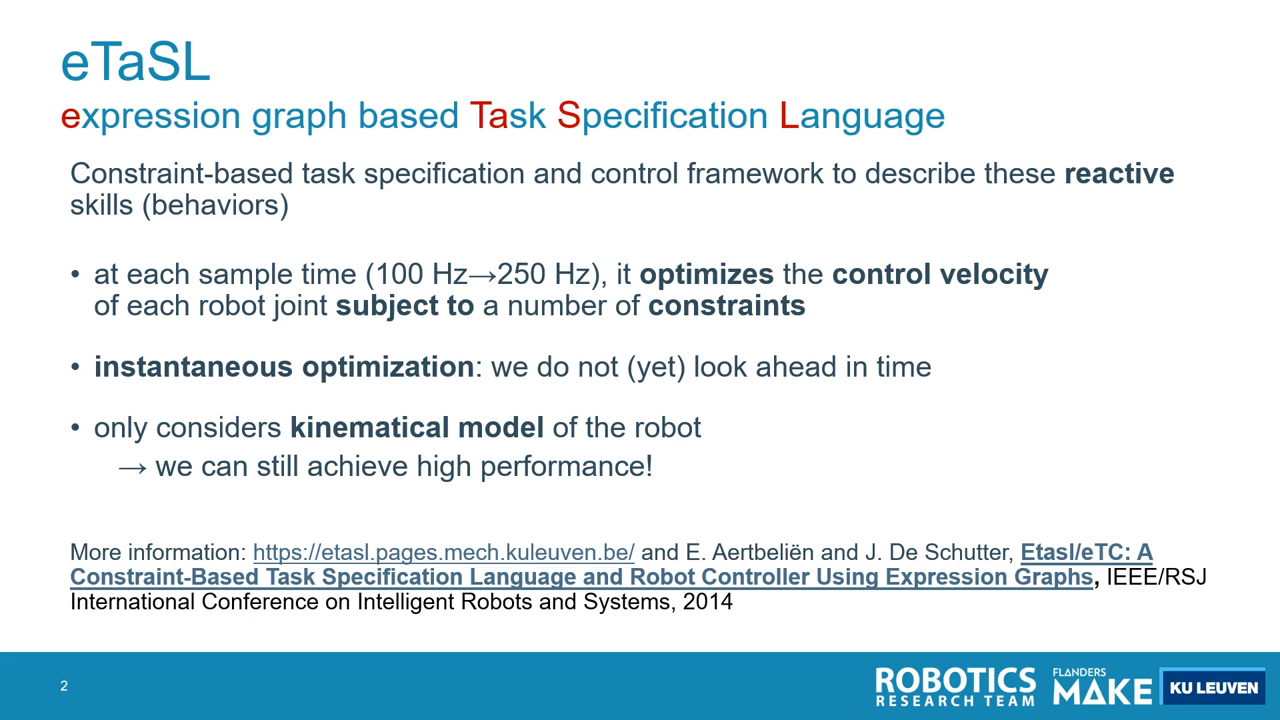 eTaSL
expression graph based Task Specification Language
Constraint-based task specification and control framework to describe these reactive
skills (behaviors)
• at each sample time (100 Hz→250 Hz), it optimizes the control velocity
of each robot joint subject to a number of constraints
• instantaneous optimization: we do not (yet) look ahead in time
• only considers kinematical model of the robot
→ we can still achieve high performance!
More information: https://etasl.pages.mech.kuleuven.be/ and E. Aertbeliën and J. De Schutter, Etasl/eTC: A
Constraint-Based Task Specification Language and Robot Controller Using Expression Graphs, IEEE/RSJ
International Conference on Intelligent Robots and Systems, 2014
2
ROBOTICS
RESEARCH TEAM
FLANDERS
MAKE
KU LEUVEN